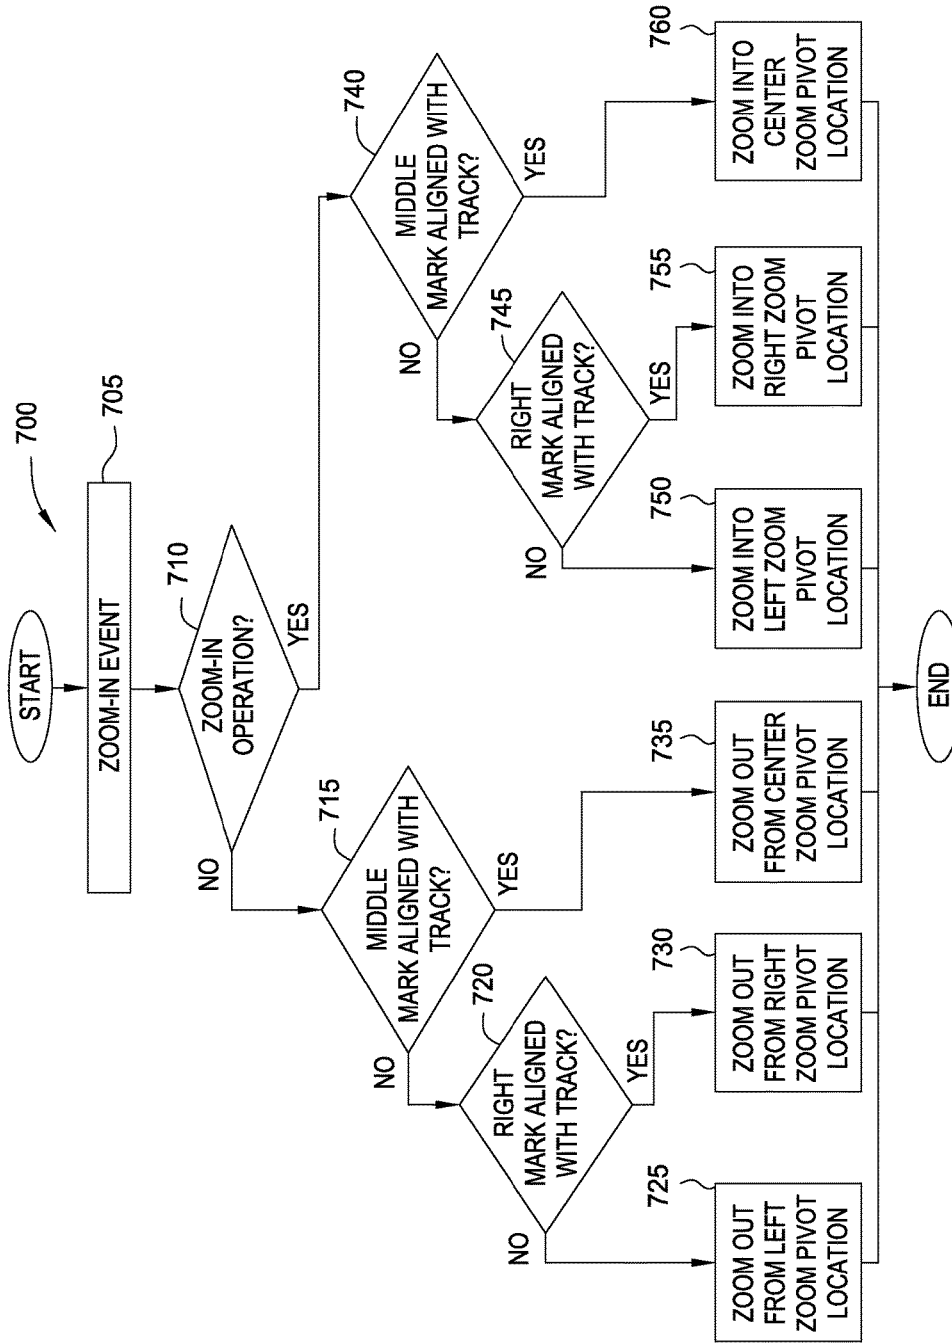 700
START
705
ZOOM-IN EVENT
710
ZOOM-IN
OPERATION?
NO
YES
715
MIDDLE
MARK ALIGNED WITH
TRACK?
NO
YES
740
MIDDLE
MARK ALIGNED WITH
TRACK?
NO
YES
720
RIGHT
MARK ALIGNED
WITH TRACK?
NO
YES
745
RIGHT
MARK ALIGNED
WITH TRACK?
NO
YES
725
ZOOM OUT
FROM LEFT
ZOOM PIVOT
LOCATION
730
ZOOM OUT
FROM RIGHT
ZOOM PIVOT
LOCATION
735
ZOOM OUT
FROM CENTER
ZOOM PIVOT
LOCATION
750
ZOOM INTO
LEFT ZOOM
PIVOT
LOCATION
755
ZOOM INTO
RIGHT ZOOM
PIVOT
LOCATION
760
ZOOM INTO
CENTER
ZOOM PIVOT
LOCATION
END